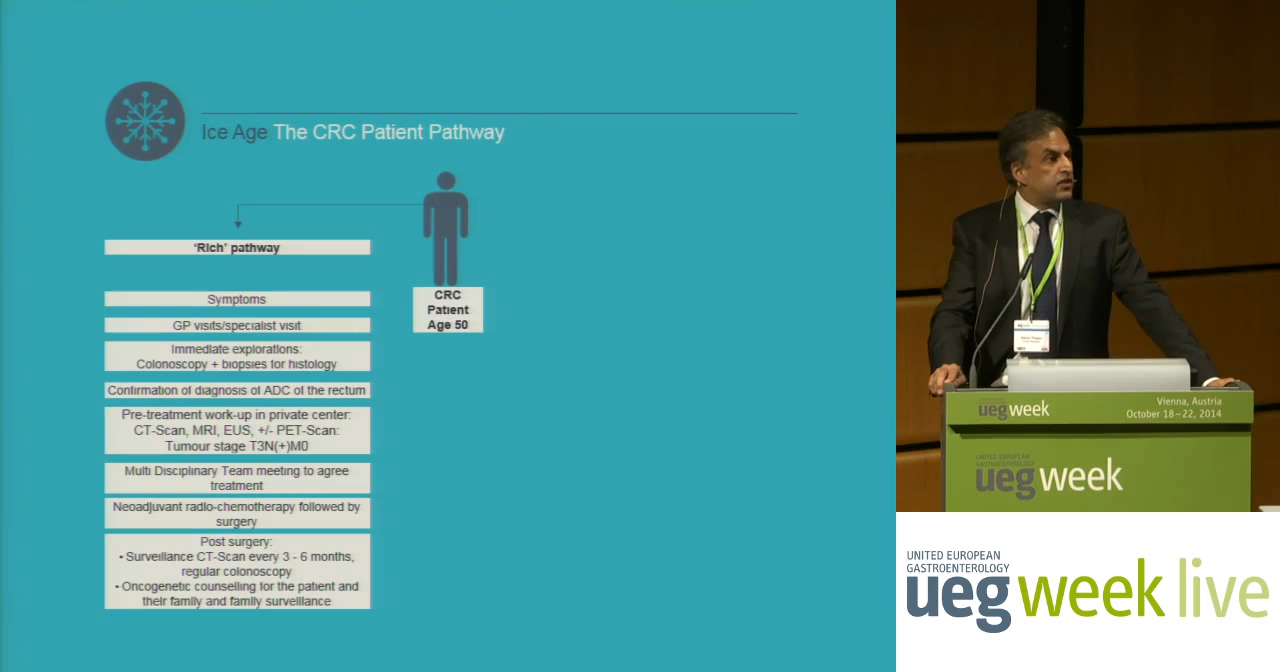 Ice Age The CRC Patient Pathway
'Rich' pathway
Symptoms
GP visits/specialist visit
Immediate explorations:
Colonoscopy + biopsies for histology
Confirmation of diagnosis of ADC of the rectum
Pre-treatment work-up in private center:
CT-Scan, MRI, EUS, +/- PET-Scan:
Tumour stage T3N(+)M0
Multi Disciplinary Team meeting to agree
treatment
Neoadjuvant radio-chemotherapy followed by
surgery
Post surgery:
• Surveillance CT-Scan every 3 - 6 months,
regular colonoscopy
• Oncogenetic counselling for the patient and
their family and family surveillance
CRC
Patient
Age 50
ueg week
Vienna, Austria
October 18–22, 2014
UNITED EUROPEAN
GASTROENTEROLOGY
ueg week
UNITED EUROPEAN
GASTROENTEROLOGY
ueg week live